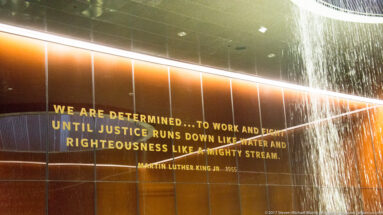 WE ARE DETERMINED...TO WORK AND FIGHT
UNTIL JUSTICE RUNS DOWN LIKE WATER AND
RIGHTEOUSNESS LIKE A MIGHTY STREAM.
MARTIN LUTHER KING JR. 1955